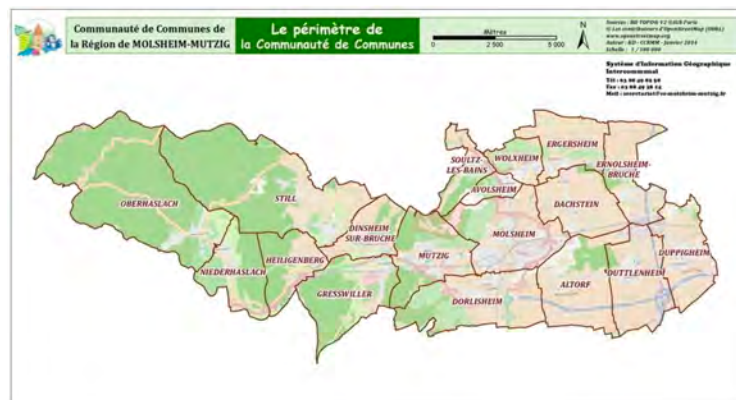 Communauté de Communes de
la Région de MOLSHEIM-MUTZIG
Le périmètre de
la Communauté de Communes
Mètres
0 2 500 5 000
N
Système d'Information Géographique
Intercommunal
ERGERSHEIM
SOULTZ-
LES-BAINS
WOLXHEIM
ERNOLSHEIM-
BRUCHE
AVOLSHEIM
OBERHASLACH
STILL
DACHSTEIN
DINSHEIM
SUR-BRUCHE
MOLSHEIM
MUTZIG
DUPPIGHEIM
NIEDERHASLACH
HEILIGENBERG
DUTTLENHEIM
ALTORF
GRESSWILLER
DORLISHEIM